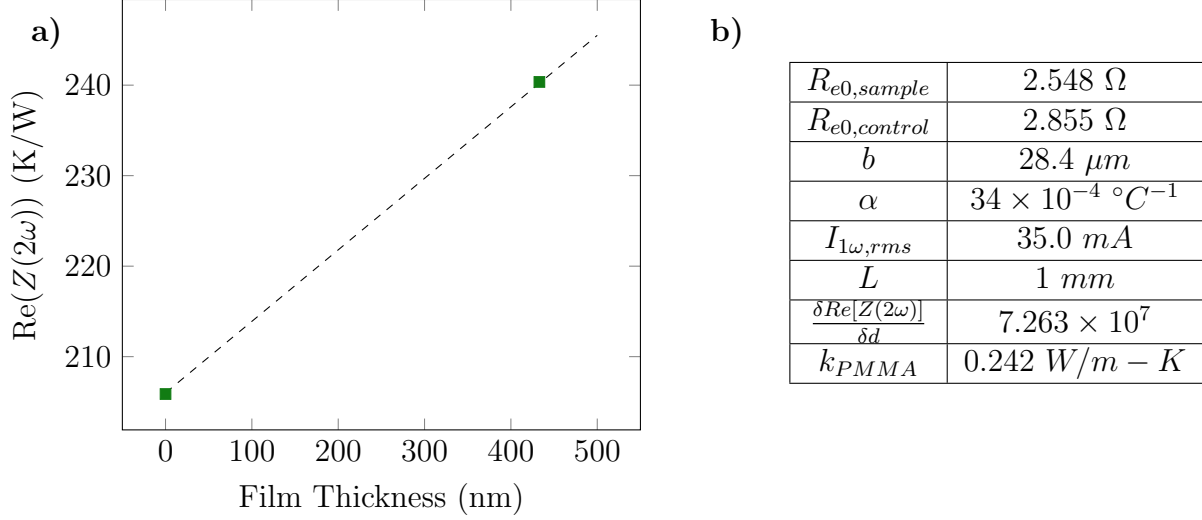 a)
Re(Z(2ω)) (K/W)
240
230
220
210
0 100 200 300 400 500
Film Thickness (nm)
b)
R_{e0,sample} 2.548 Ω
R_{e0,control} 2.855 Ω
b 28.4 μm
α 34 × 10^{−4} °C^{−1}
I_{1ω,rms} 35.0 mA
L 1 mm
\frac{δRe[Z(2ω)]}{δd} 7.263 × 10^{7}
k_{PMMA} 0.242 W/m − K